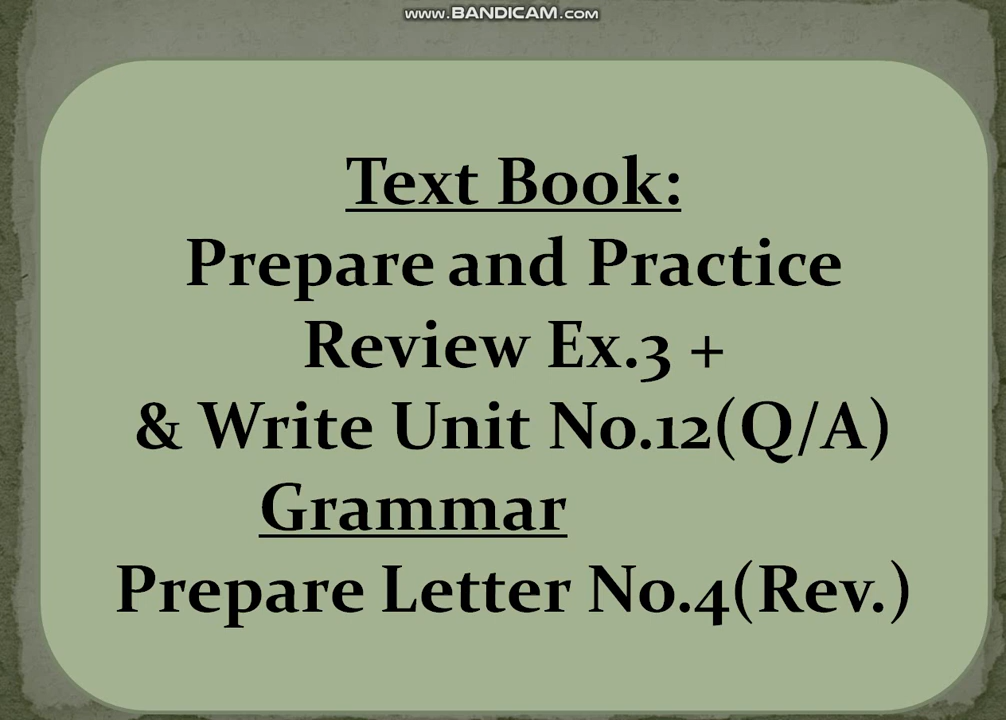 www.BANDICAM.com
Text Book:
Prepare and Practice
Review Ex.3 +
& Write Unit No.12(Q/A)
Grammar
Prepare Letter No.4(Rev.)